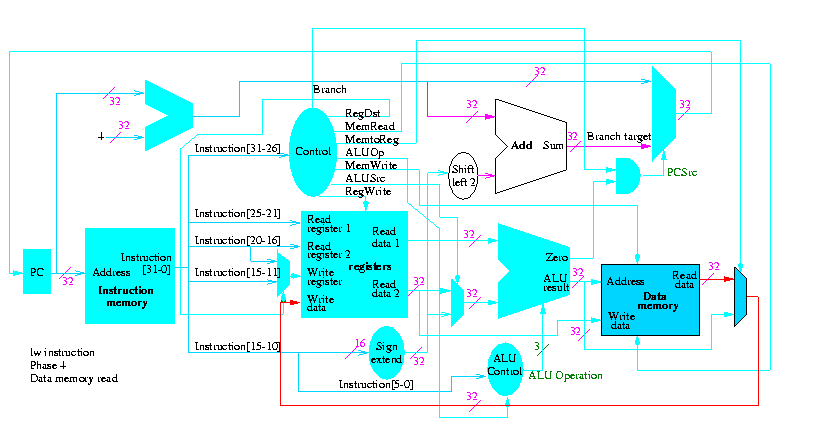 32
32
4
32
Branch
RegDst
MemRead
MemtoReg
ALUOp
MemWrite
ALUSrc
RegWrite
Control
32
32
32
Add
Sum
32
Branch target
32
PCSrc
Shift
left 2
Instruction[31-26]
Instruction[25-21]
Instruction[20-16]
Instruction[15-11]
Instruction[15-10]
Instruction[5-0]
PC
32
Address
Instruction
[31-0]
Instruction
memory
Read
register 1
Read
register 2
Write
register
Write
data
Read
data 1
registers
Read
data 2
32
32
32
Zero
ALU
result
32
32
Address
Read
data
Data
memory
Write
data
32
16
Sign
extend
32
ALU
Control
3
ALU Operation
32
lw instruction
Phase 4
Data memory read